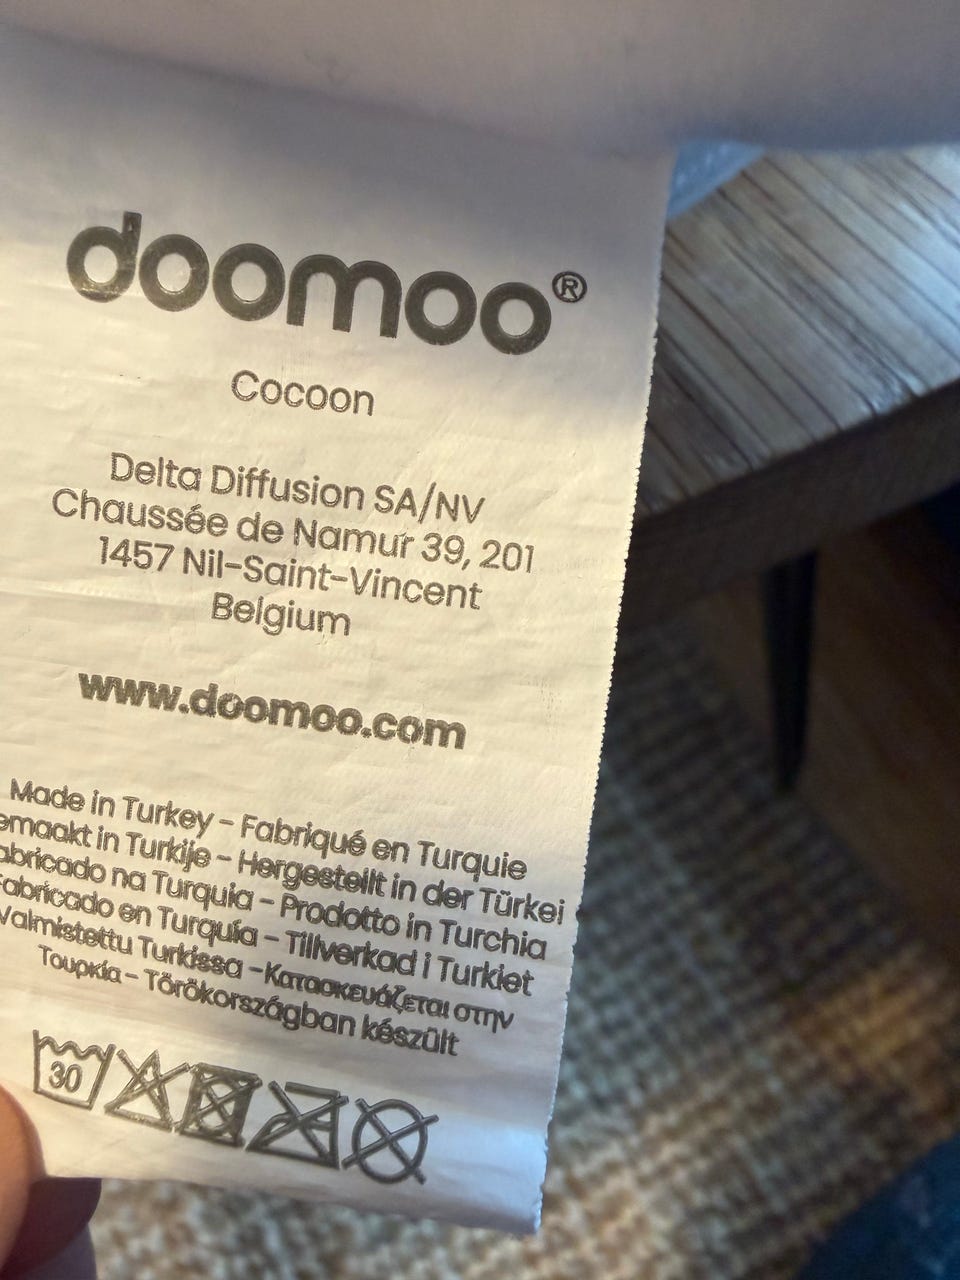 doomoo®
Cocoon
Delta Diffusion SA/NV
Chaussée de Namur 39, 201
1457 Nil-Saint-Vincent
Belgium
www.doomoo.com
Made in Turkey - Fabriqué en Turquie
emaakt in Turkije - Hergestellt in der Türkei
abricado na Turquia - Prodotto in Turchia
Fabricado en Turquía - Tillverkad i Turkiet
Valmistettu Turkissa -Κατασκευάζεται στην
Τουρκία - Törökországban készült
30